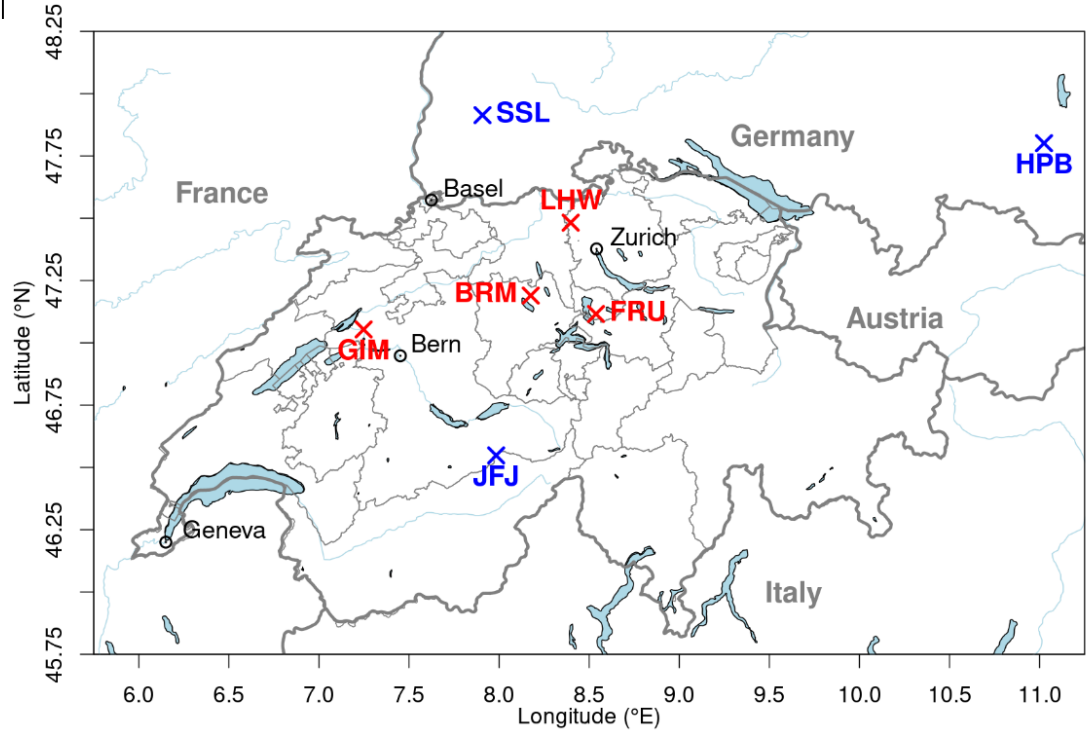 48.25
47.75
47.25
46.75
46.25
45.75
Latitude (°N)
SSL
Germany
HPB
France
Basel
LHW
Zurich
BRM
FRU
Austria
GIM
Bern
JFJ
Geneva
Italy
6.0 6.5 7.0 7.5 8.0 8.5 9.0 9.5 10.0 10.5 11.0
Longitude (°E)